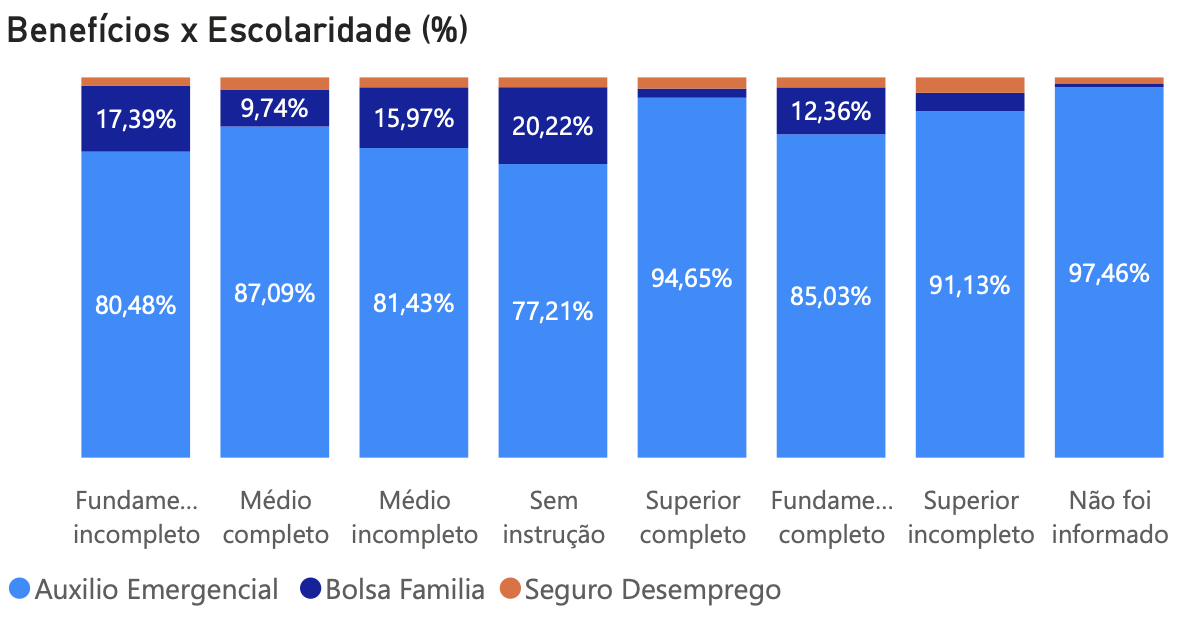 Benefícios x Escolaridade (%)
17,39% 9,74% 15,97% 20,22% 12,36%
80,48% 87,09% 81,43% 77,21% 94,65% 85,03% 91,13% 97,46%
Fundame... Médio Médio Sem Superior Fundame... Superior Não foi
incompleto completo incompleto instrução completo completo incompleto informado
Auxilio Emergencial Bolsa Familia Seguro Desemprego